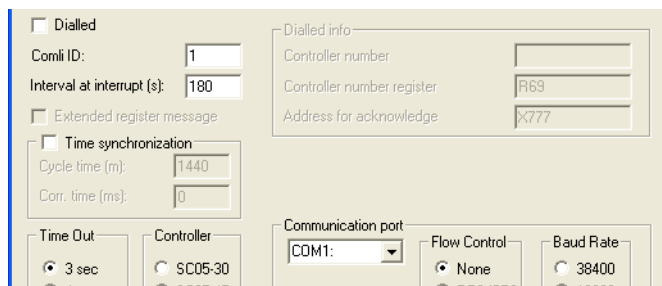 Dialled
Comli ID: 1
Interval at interrupt (s): 180
Extended register message
Time synchronization
Cycle time (m): 1440
Corr. time (ms): 0
Dialled info
Controller number
Controller number register R69
Address for acknowledge X777
Time Out
3 sec
Controller
SC05-30
Communication port
COM1:
Flow Control
None
Baud Rate
38400